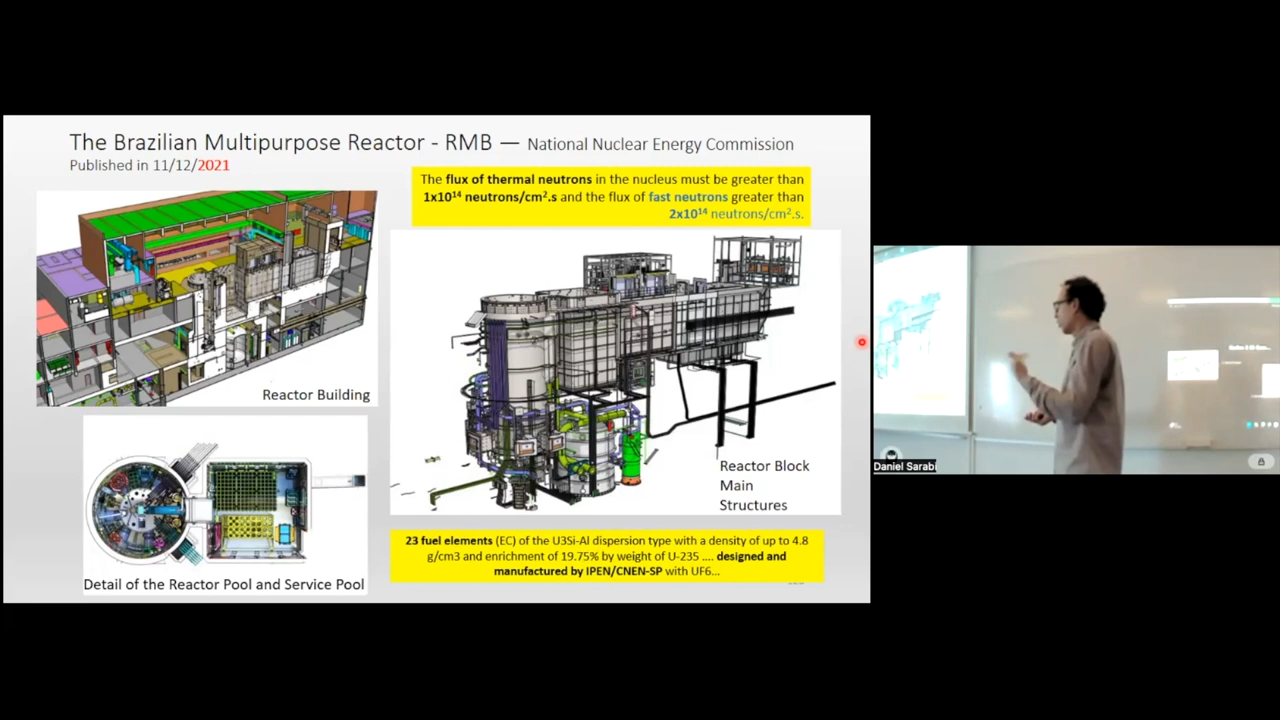 The Brazilian Multipurpose Reactor - RMB — National Nuclear Energy Commission
Published in 11/12/2021
The flux of thermal neutrons in the nucleus must be greater than
1x10¹⁴ neutrons/cm².s and the flux of fast neutrons greater than
2x10¹⁴ neutrons/cm².s.
Reactor Building
Reactor Block
Main
Structures
Detail of the Reactor Pool and Service Pool
23 fuel elements (EC) of the U3Si-Al dispersion type with a density of up to 4.8
g/cm3 and enrichment of 19.75% by weight of U-235 .... designed and
manufactured by IPEN/CNEN-SP with UF6...
Daniel Sarabi